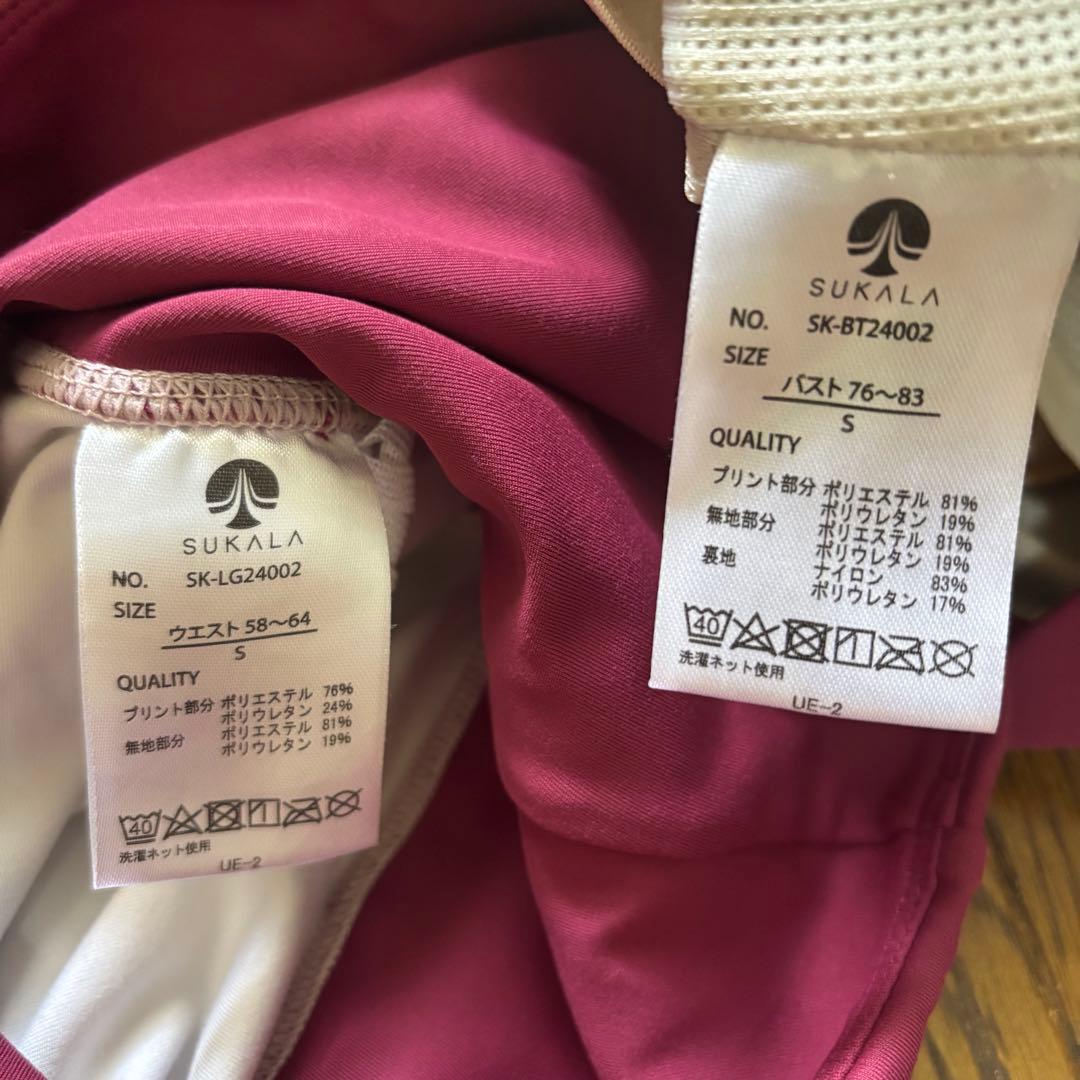 SUKALA
NO. SK-LG24002
SIZE
ウエスト 58〜64
S
QUALITY
プリント部分 ポリエステル 76%
ポリウレタン 24%
無地部分 ポリエステル 81%
ポリウレタン 19%
40
洗濯ネット使用
UE-2
SUKALA
NO. SK-BT24002
SIZE
バスト 76〜83
S
QUALITY
プリント部分 ポリエステル 81%
ポリウレタン 19%
無地部分 ポリエステル 81%
ポリウレタン 19%
裏地 ナイロン 83%
ポリウレタン 17%
40
洗濯ネット使用
UE-2